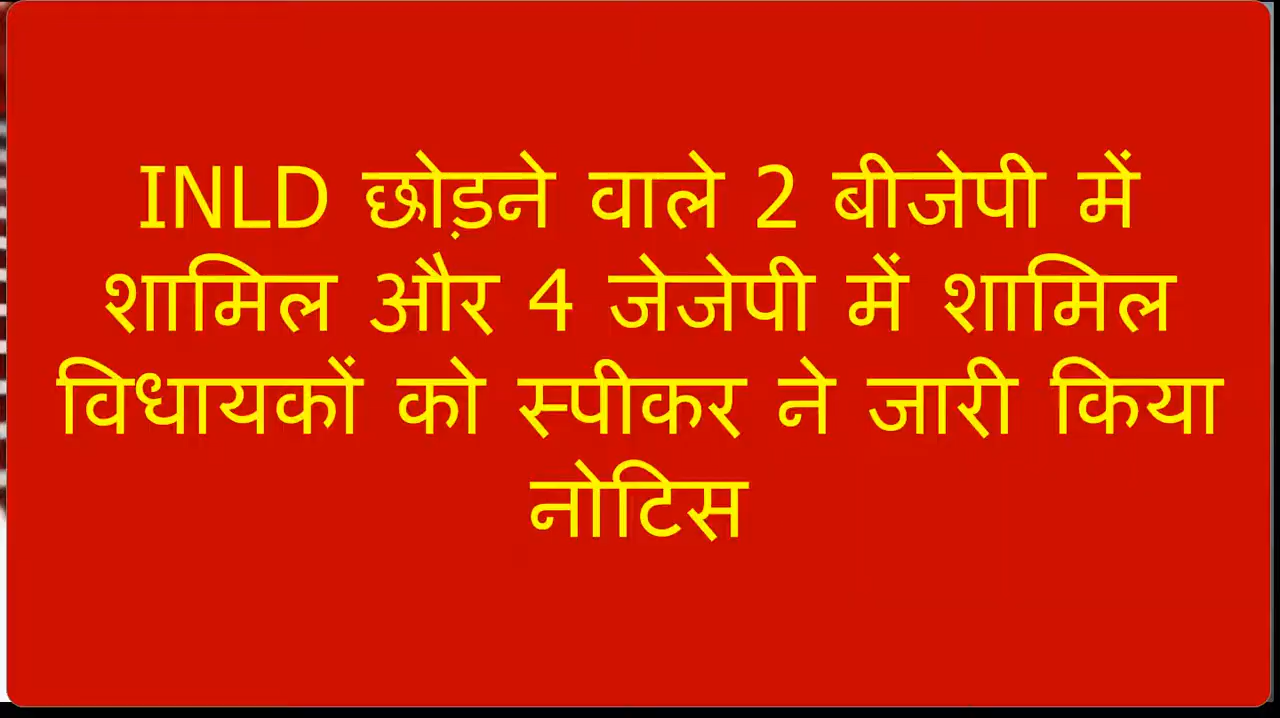 INLD छोड़ने वाले 2 बीजेपी में
शामिल और 4 जेजेपी में शामिल
विधायकों को स्पीकर ने जारी किया
नोटिस